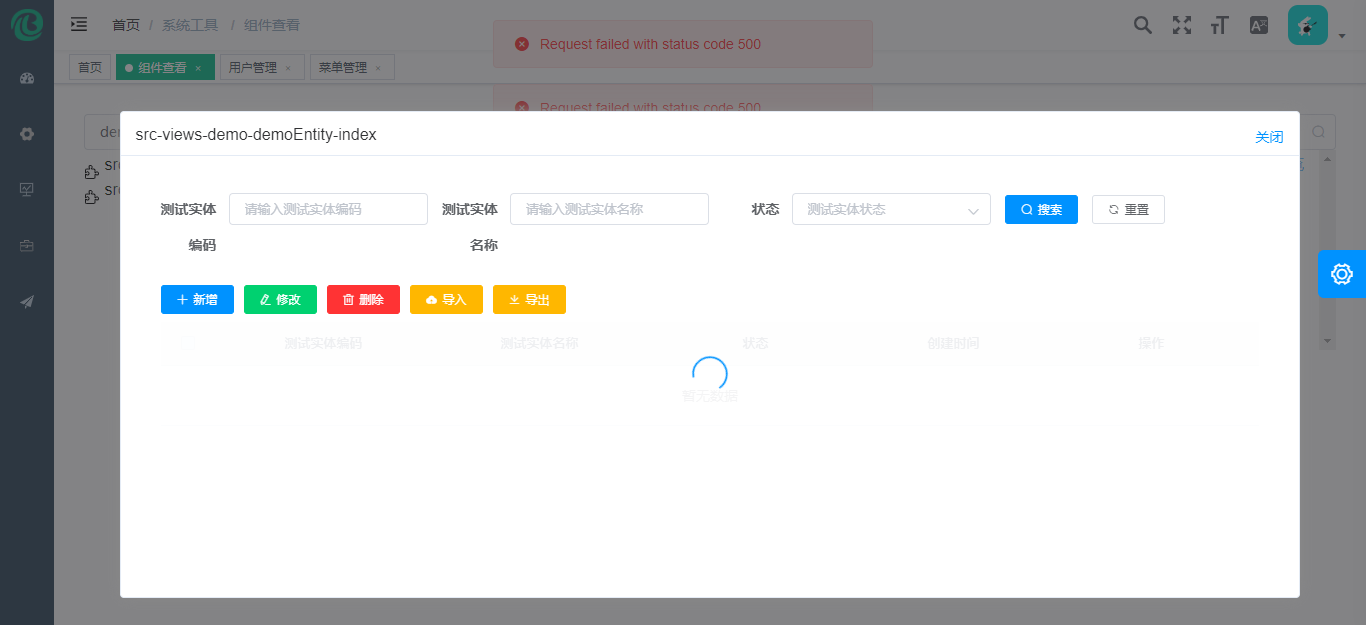 首页 / 系统工具 / 组件查看
Request failed with status code 500
首页
组件查看 ×
用户管理 ×
菜单管理 ×
Request failed with status code 500
src-views-demo-demoEntity-index
关闭
测试实体编码
请输入测试实体编码
测试实体名称
请输入测试实体名称
状态
测试实体状态
搜索
重置
新增
修改
删除
导入
导出
测试实体编码 测试实体名称 状态 创建时间 操作
暂无数据